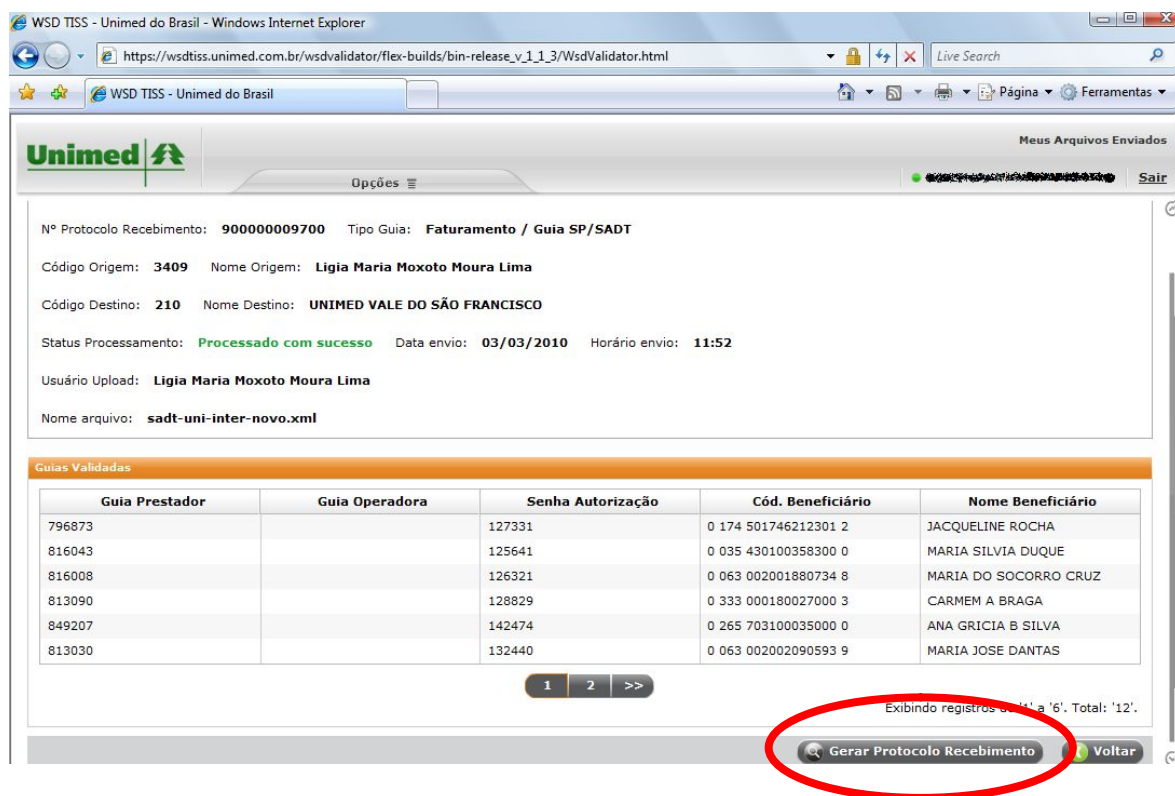 WSD TISS - Unimed do Brasil - Windows Internet Explorer
https://wsdtiss.unimed.com.br/wsdvalidator/flex-builds/bin-release_v_1_1_3/WsdValidator.html Live Search
WSD TISS - Unimed do Brasil Página Ferramentas
Meus Arquivos Enviados
Unimed
Opções Sair
Nº Protocolo Recebimento: 900000009700 Tipo Guia: Faturamento / Guia SP/SADT
Código Origem: 3409 Nome Origem: Ligia Maria Moxoto Moura Lima
Código Destino: 210 Nome Destino: UNIMED VALE DO SÃO FRANCISCO
Status Processamento: Processado com sucesso Data envio: 03/03/2010 Horário envio: 11:52
Usuário Upload: Ligia Maria Moxoto Moura Lima
Nome arquivo: sadt-uni-inter-novo.xml
Guias Validadas
Guia Prestador Guia Operadora Senha Autorização Cód. Beneficiário Nome Beneficiário
796873 127331 0 174 501746212301 2 JACQUELINE ROCHA
816043 125641 0 035 430100358300 0 MARIA SILVIA DUQUE
816008 126321 0 063 002001880734 8 MARIA DO SOCORRO CRUZ
813090 128829 0 333 000180027000 3 CARMEM A BRAGA
849207 142474 0 265 703100035000 0 ANA GRICIA B SILVA
813030 132440 0 063 002002090593 9 MARIA JOSE DANTAS
1 2 >>
Exibindo registros '1' a '6'. Total: '12'.
Gerar Protocolo Recebimento Voltar